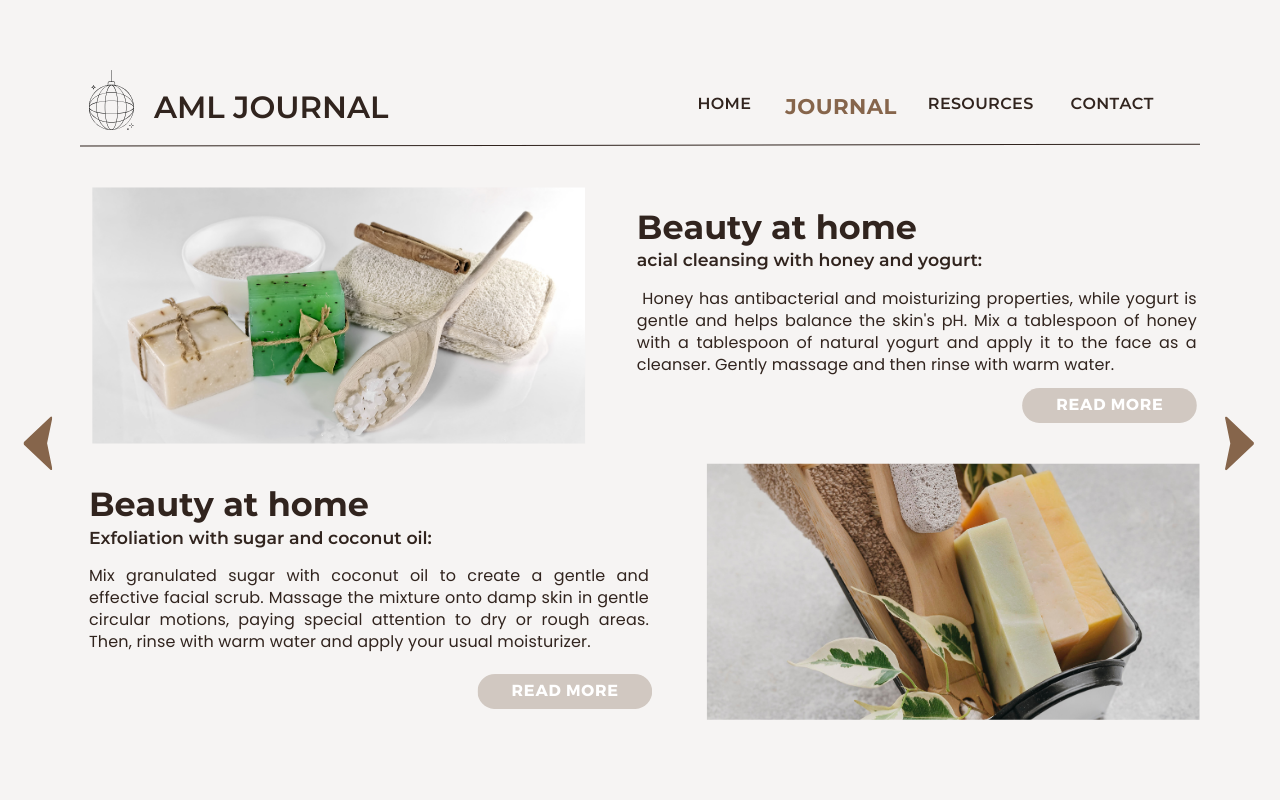 AML JOURNAL
HOME
JOURNAL
RESOURCES
CONTACT
Beauty at home
acial cleansing with honey and yogurt:
Honey has antibacterial and moisturizing properties, while yogurt is
gentle and helps balance the skin's pH. Mix a tablespoon of honey
with a tablespoon of natural yogurt and apply it to the face as a
cleanser. Gently massage and then rinse with warm water.
READ MORE
Beauty at home
Exfoliation with sugar and coconut oil:
Mix granulated sugar with coconut oil to create a gentle and
effective facial scrub. Massage the mixture onto damp skin in gentle
circular motions, paying special attention to dry or rough areas.
Then, rinse with warm water and apply your usual moisturizer.
READ MORE